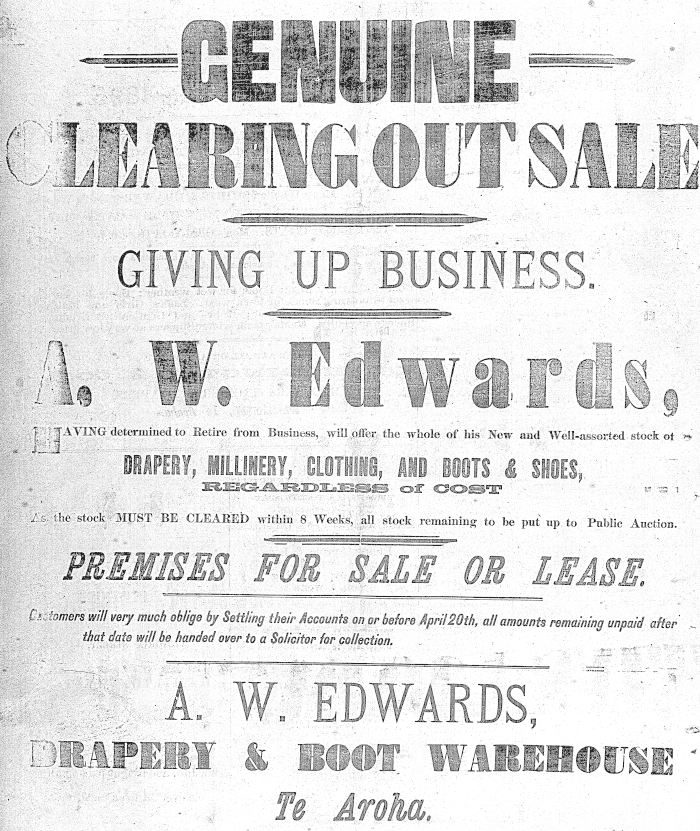 GENUINE
CLEARING OUT SALE
GIVING UP BUSINESS.
A. W. Edwards,
HAVING determined to Retire from Business, will offer the whole of his New and Well-assorted stock of
DRAPERY, MILLINERY, CLOTHING, AND BOOTS & SHOES,
REGARDLESS of COST
As the stock MUST BE CLEARED within 8 Weeks, all stock remaining to be put up to Public Auction.
PREMISES FOR SALE OR LEASE.
Customers will very much oblige by Settling their Accounts on or before April 20th, all amounts remaining unpaid after
that date will be handed over to a Solicitor for collection.
A. W. EDWARDS,
DRAPERY & BOOT WAREHOUSE
Te Aroha.